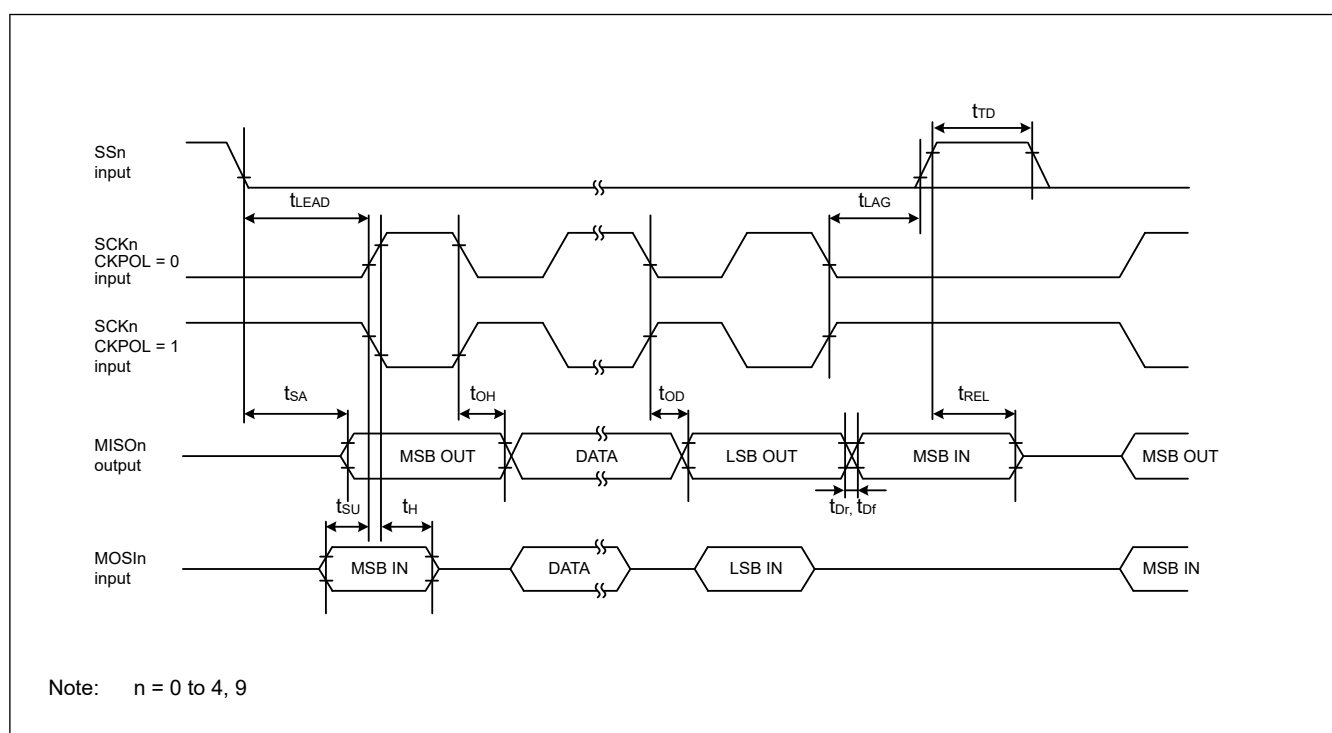 tTD
SSn
input
tLEAD
tLAG
SCKn
CKPOL = 0
input
SCKn
CKPOL = 1
input
tSA
tOH
tOD
tREL
MISOn
output
MSB OUT
DATA
LSB OUT
MSB IN
MSB OUT
tSU
tH
tDr, tDf
MOSIn
input
MSB IN
DATA
LSB IN
MSB IN
Note: n = 0 to 4, 9